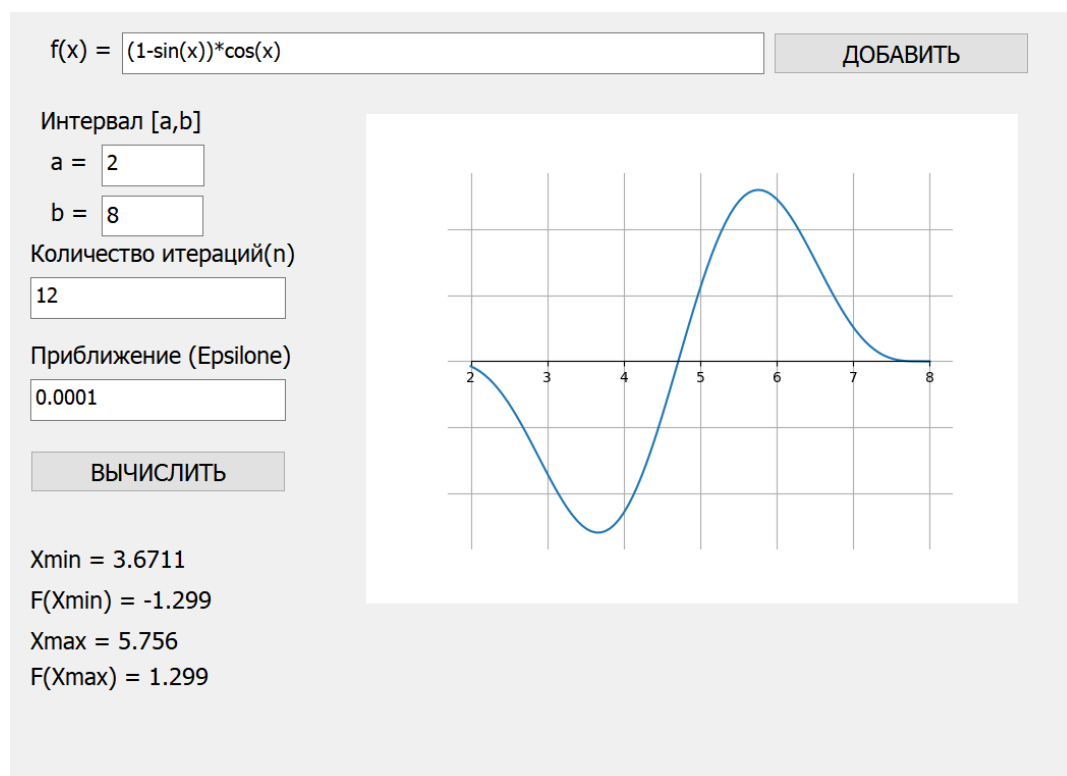 f(x) = (1-sin(x))*cos(x) ДОБАВИТЬ
Интервал [a,b]
a = 2
b = 8
Количество итераций(n)
12
Приближение (Epsilone)
0.0001
ВЫЧИСЛИТЬ
2 3 4 5 6 7 8
Xmin = 3.6711
F(Xmin) = -1.299
Xmax = 5.756
F(Xmax) = 1.299